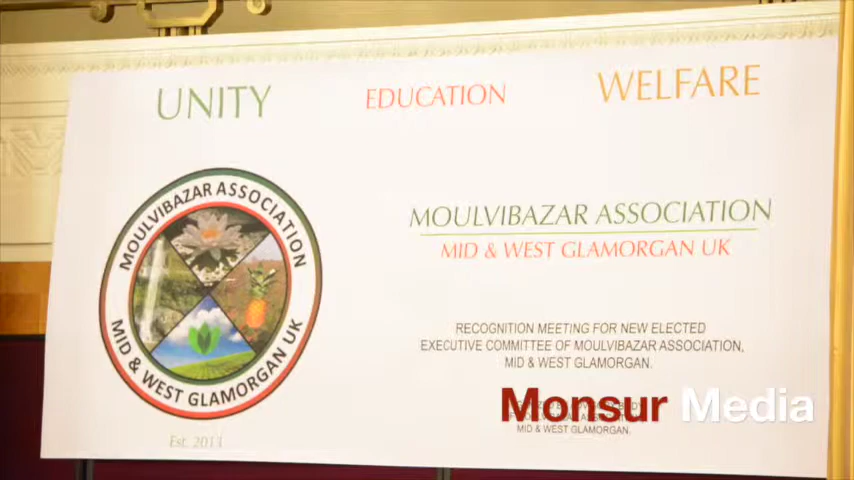 UNITY EDUCATION WELFARE
MOULVIBAZAR ASSOCIATION
MID & WEST GLAMORGAN UK
MOULVIBAZAR ASSOCIATION
MID & WEST GLAMORGAN UK
RECOGNITION MEETING FOR NEW ELECTED
EXECUTIVE COMMITTEE OF MOULVIBAZAR ASSOCIATION,
MID & WEST GLAMORGAN.
Monsur Media
MID & WEST GLAMORGAN.
Est. 2013